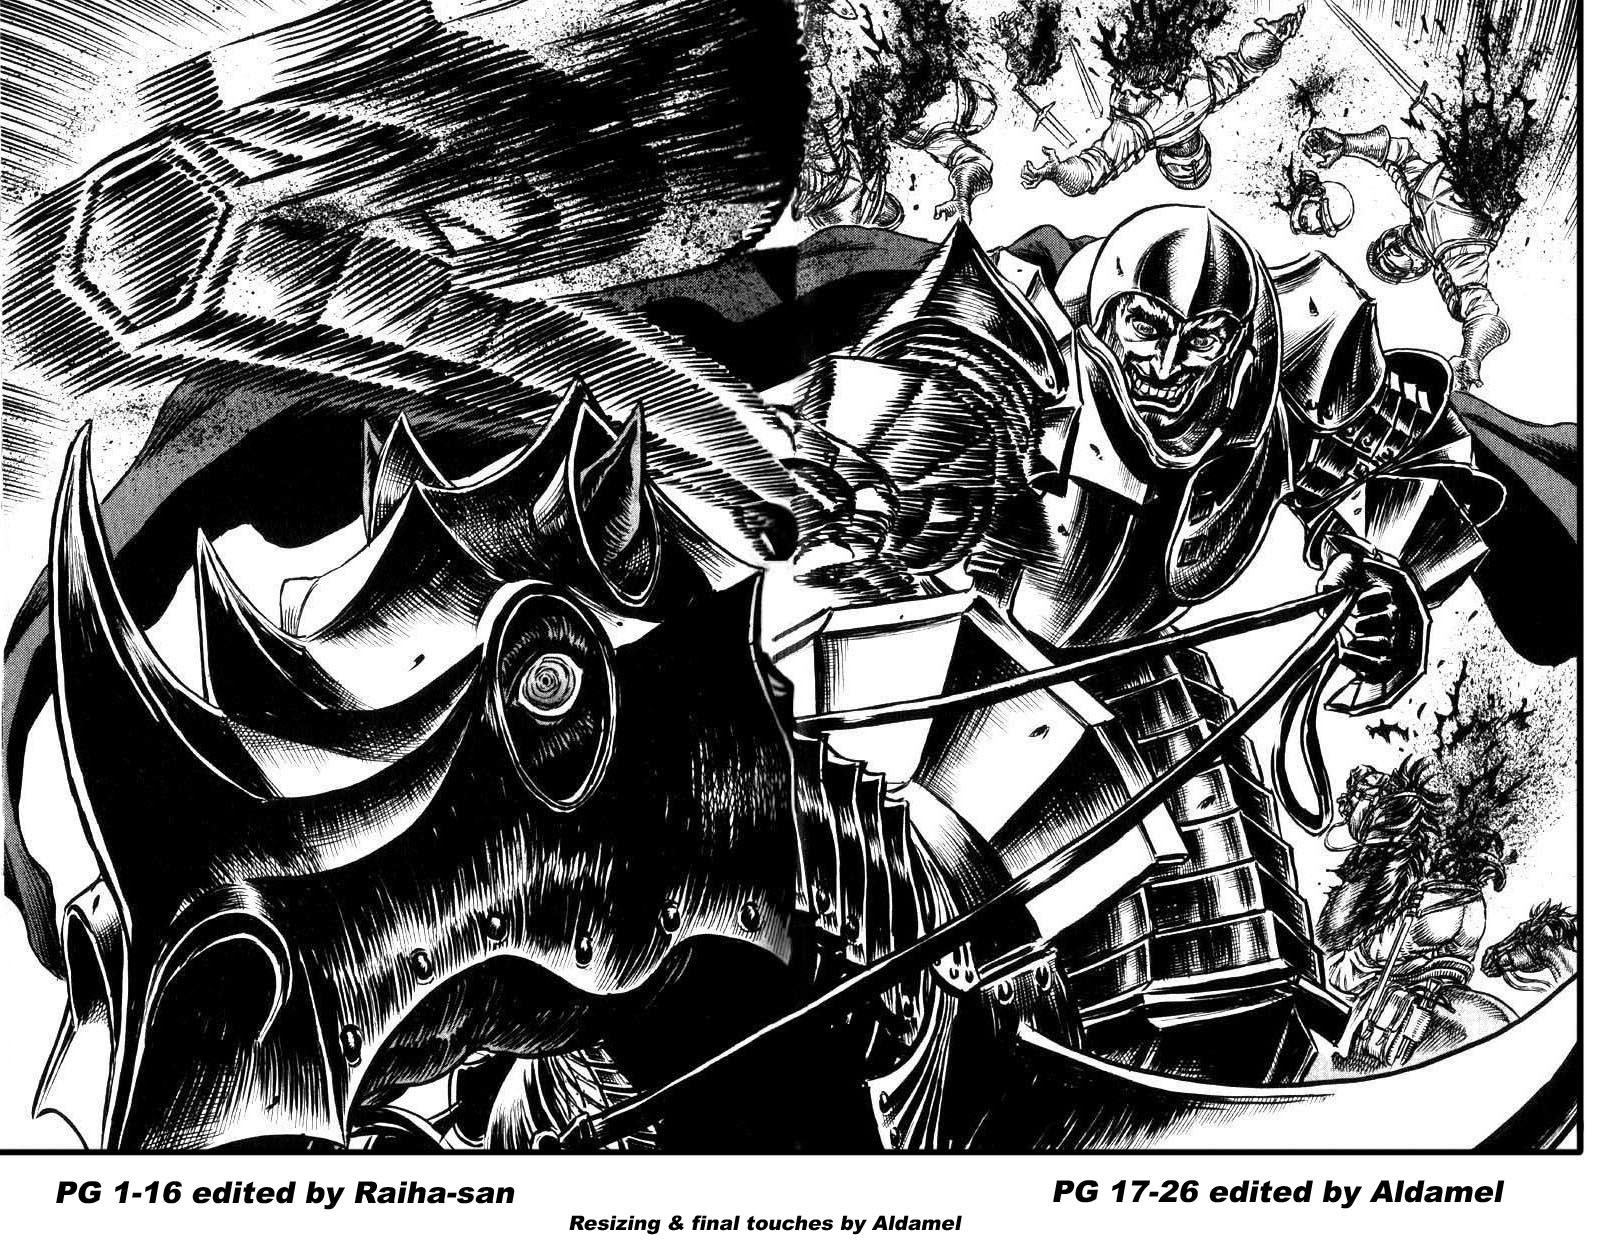 PG 1-16 edited by Raiha-san
PG 17-26 edited by Aldamel
Resizing & final touches by Aldamel